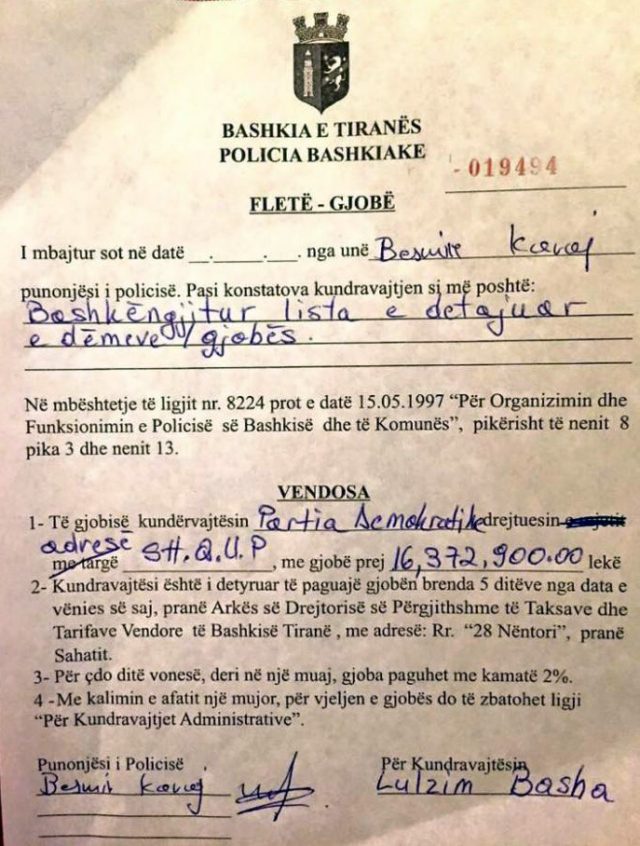 BASHKIA E TIRANËS
POLICIA BASHKIAKE
- 019494
FLETË - GJOBË
I mbajtur sot në datë __.____.__. nga unë Besmir Kavaj
punonjësi i policisë. Pasi konstatova kundravajtjen si më poshtë:
Bashkëngjitur lista e detajuar
e dëmeve/gjobës.
Në mbështetje të ligjit nr. 8224 prot e datë 15.05.1997 “Për Organizimin dhe
Funksionimin e Policisë së Bashkisë dhe të Komunës”, pikërisht të nenit 8
pika 3 dhe nenit 13.
VENDOSA
1- Të gjobisë kundërvajtësin Partia Demokratike drejtuesin
adresë
me targë SH.Q.U.P, me gjobë prej 16,372,900.00 lekë
2- Kundravajtësi është i detyruar të paguajë gjobën brenda 5 ditëve nga data e
vënies së saj, pranë Arkës së Drejtorisë së Përgjithshme të Taksave dhe
Tarifave Vendore të Bashkisë Tiranë , me adresë: Rr. “28 Nëntori”, pranë
Sahatit.
3- Për çdo ditë vonesë, deri në një muaj, gjoba paguhet me kamatë 2%.
4 -Me kalimin e afatit një mujor, për vjeljen e gjobës do të zbatohet ligji
“Për Kundravajtjet Administrative”.
Punonjësi i Policisë Për Kundravajtësin
Besmir Kavaj Lulzim Basha